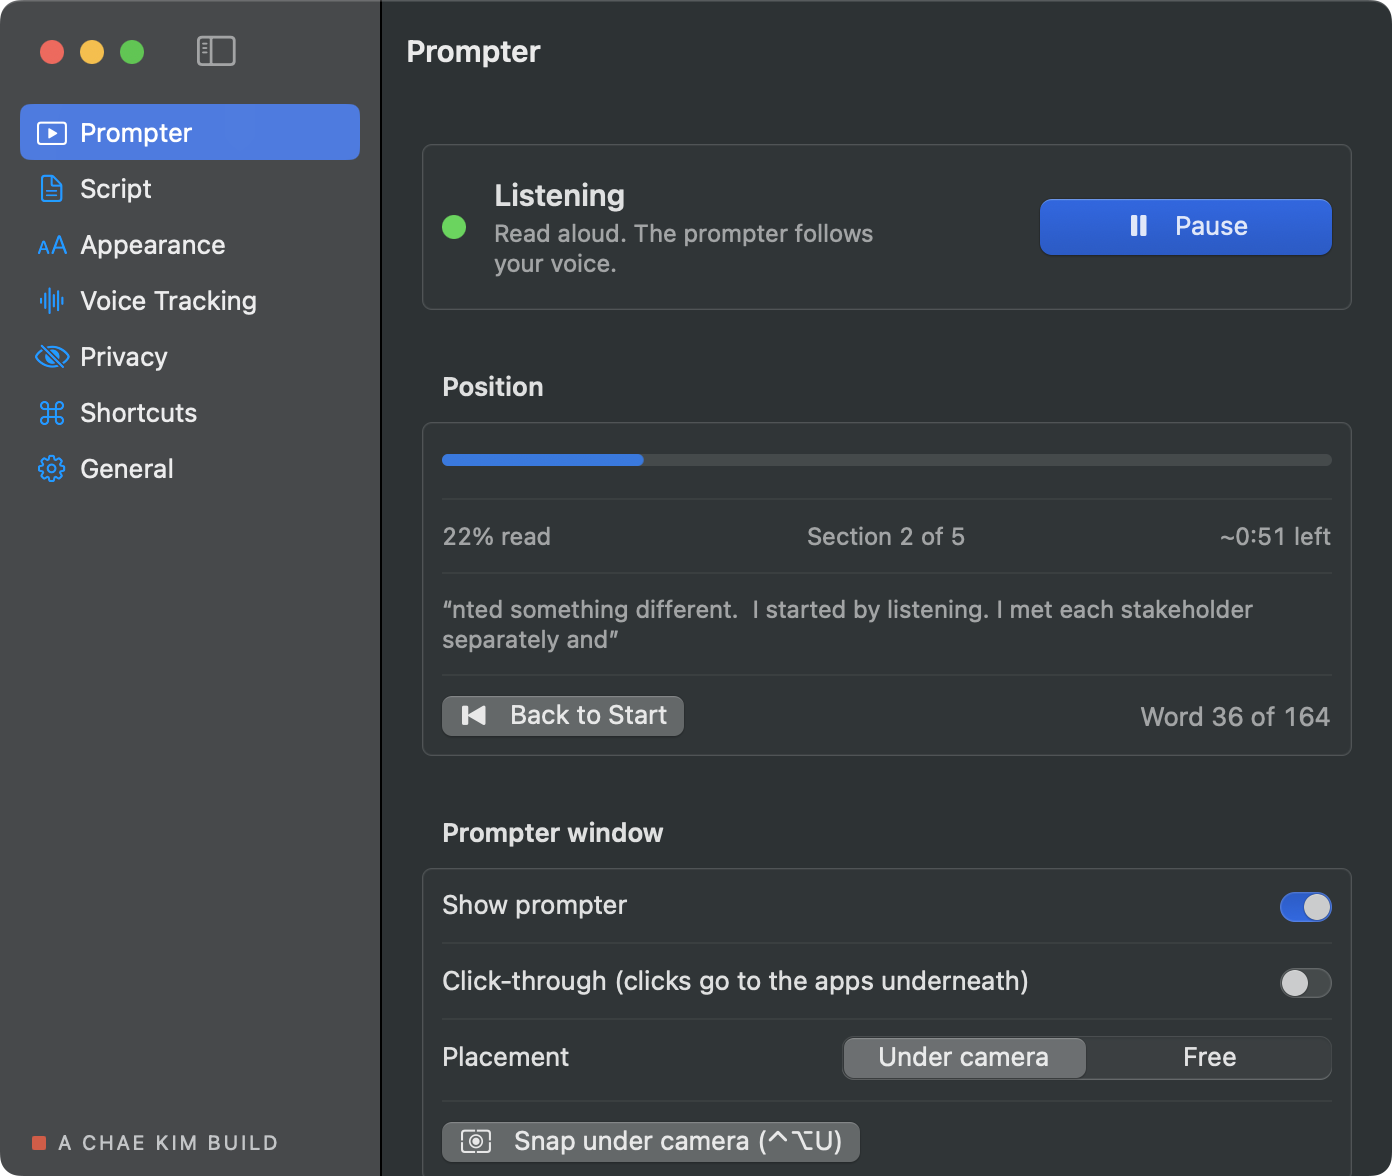 Prompter
Prompter
Script
AA Appearance
Voice Tracking
Privacy
Shortcuts
General
A CHAE KIM BUILD
Listening
Read aloud. The prompter follows
your voice.
Pause
Position
22% read
Section 2 of 5
~0:51 left
“nted something different.  I started by listening. I met each stakeholder
separately and”
Back to Start
Word 36 of 164
Prompter window
Show prompter
Click-through (clicks go to the apps underneath)
Placement
Under camera
Free
Snap under camera (^⌥U)